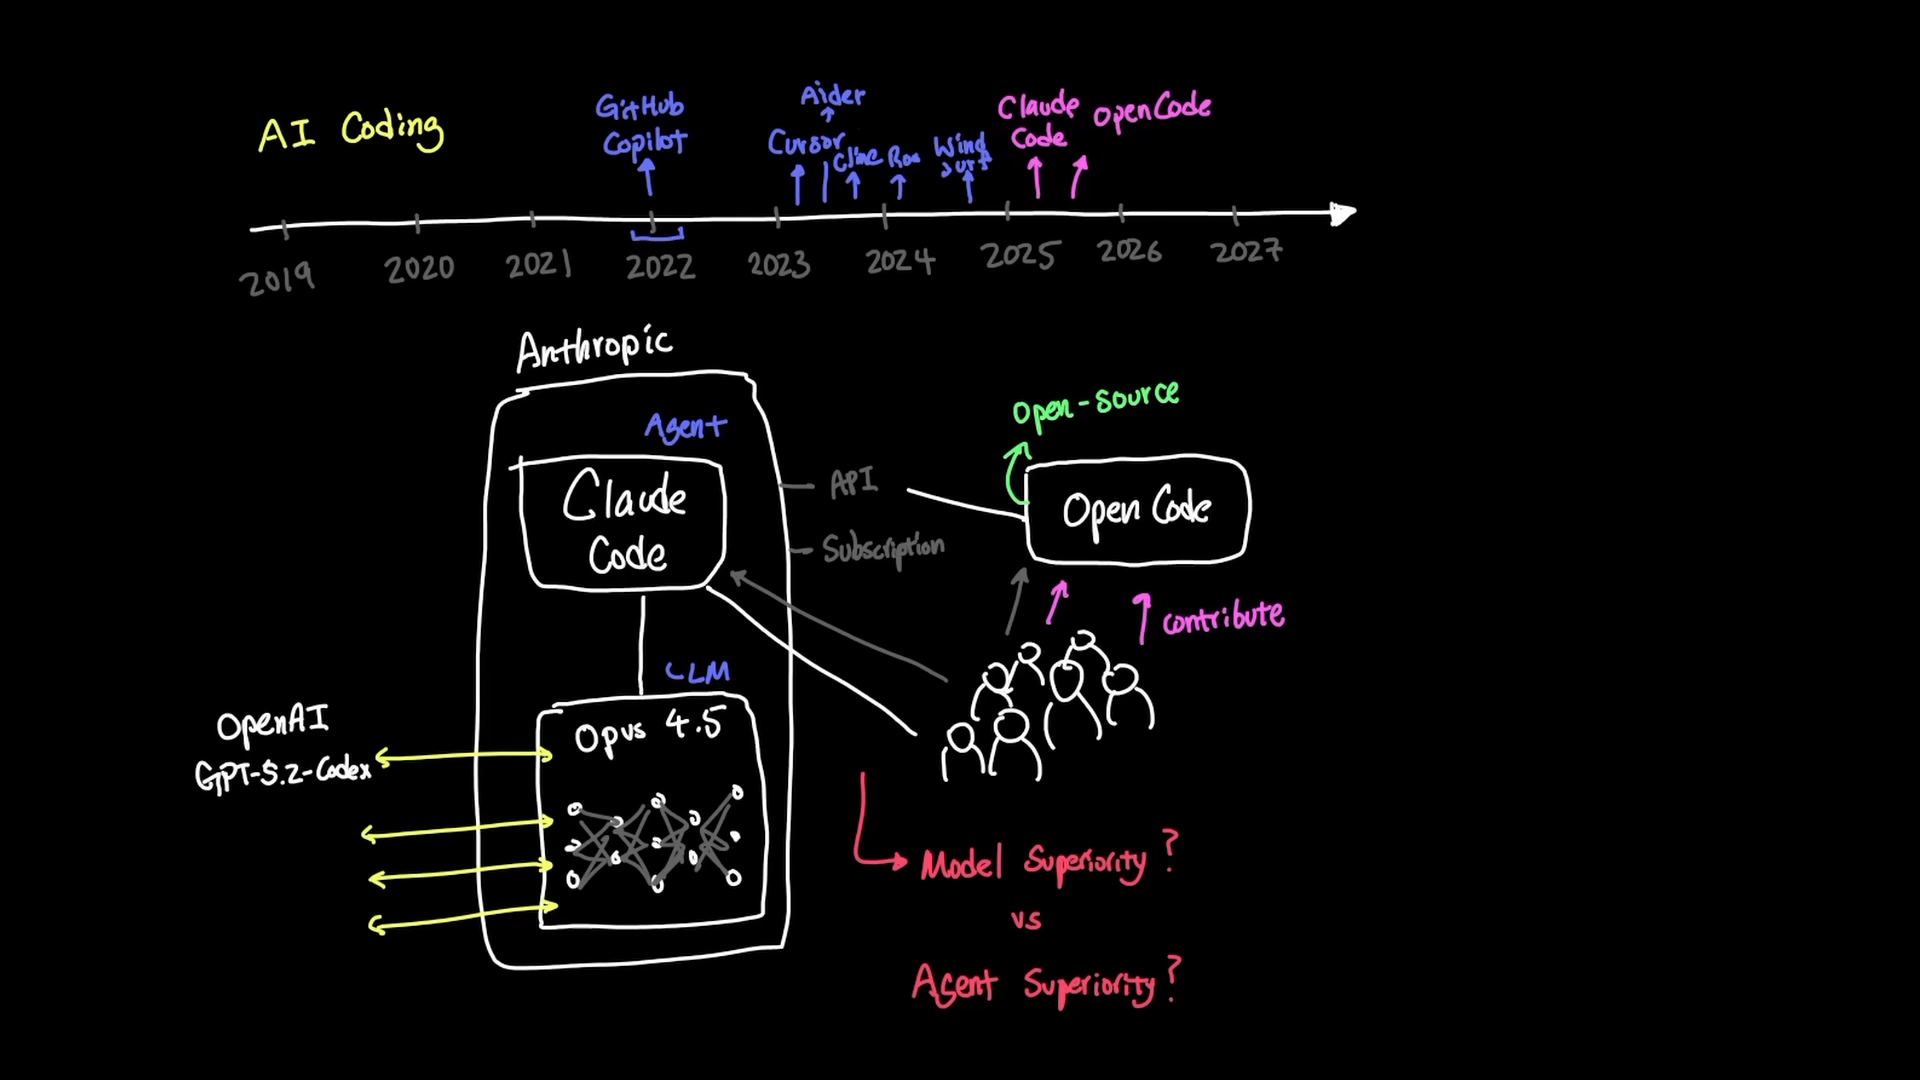 AI Coding
GitHub
Copilot
Aider
Cursor
Cline
Roo
Wind
surf
Claude
Code
OpenCode
2019
2020
2021
2022
2023
2024
2025
2026
2027
Anthropic
Agent
Claude
Code
API
Subscription
Open-source
Open Code
contribute
LLM
Opus 4.5
OpenAI
GPT-5.2-Codex
Model Superiority?
vs
Agent Superiority?